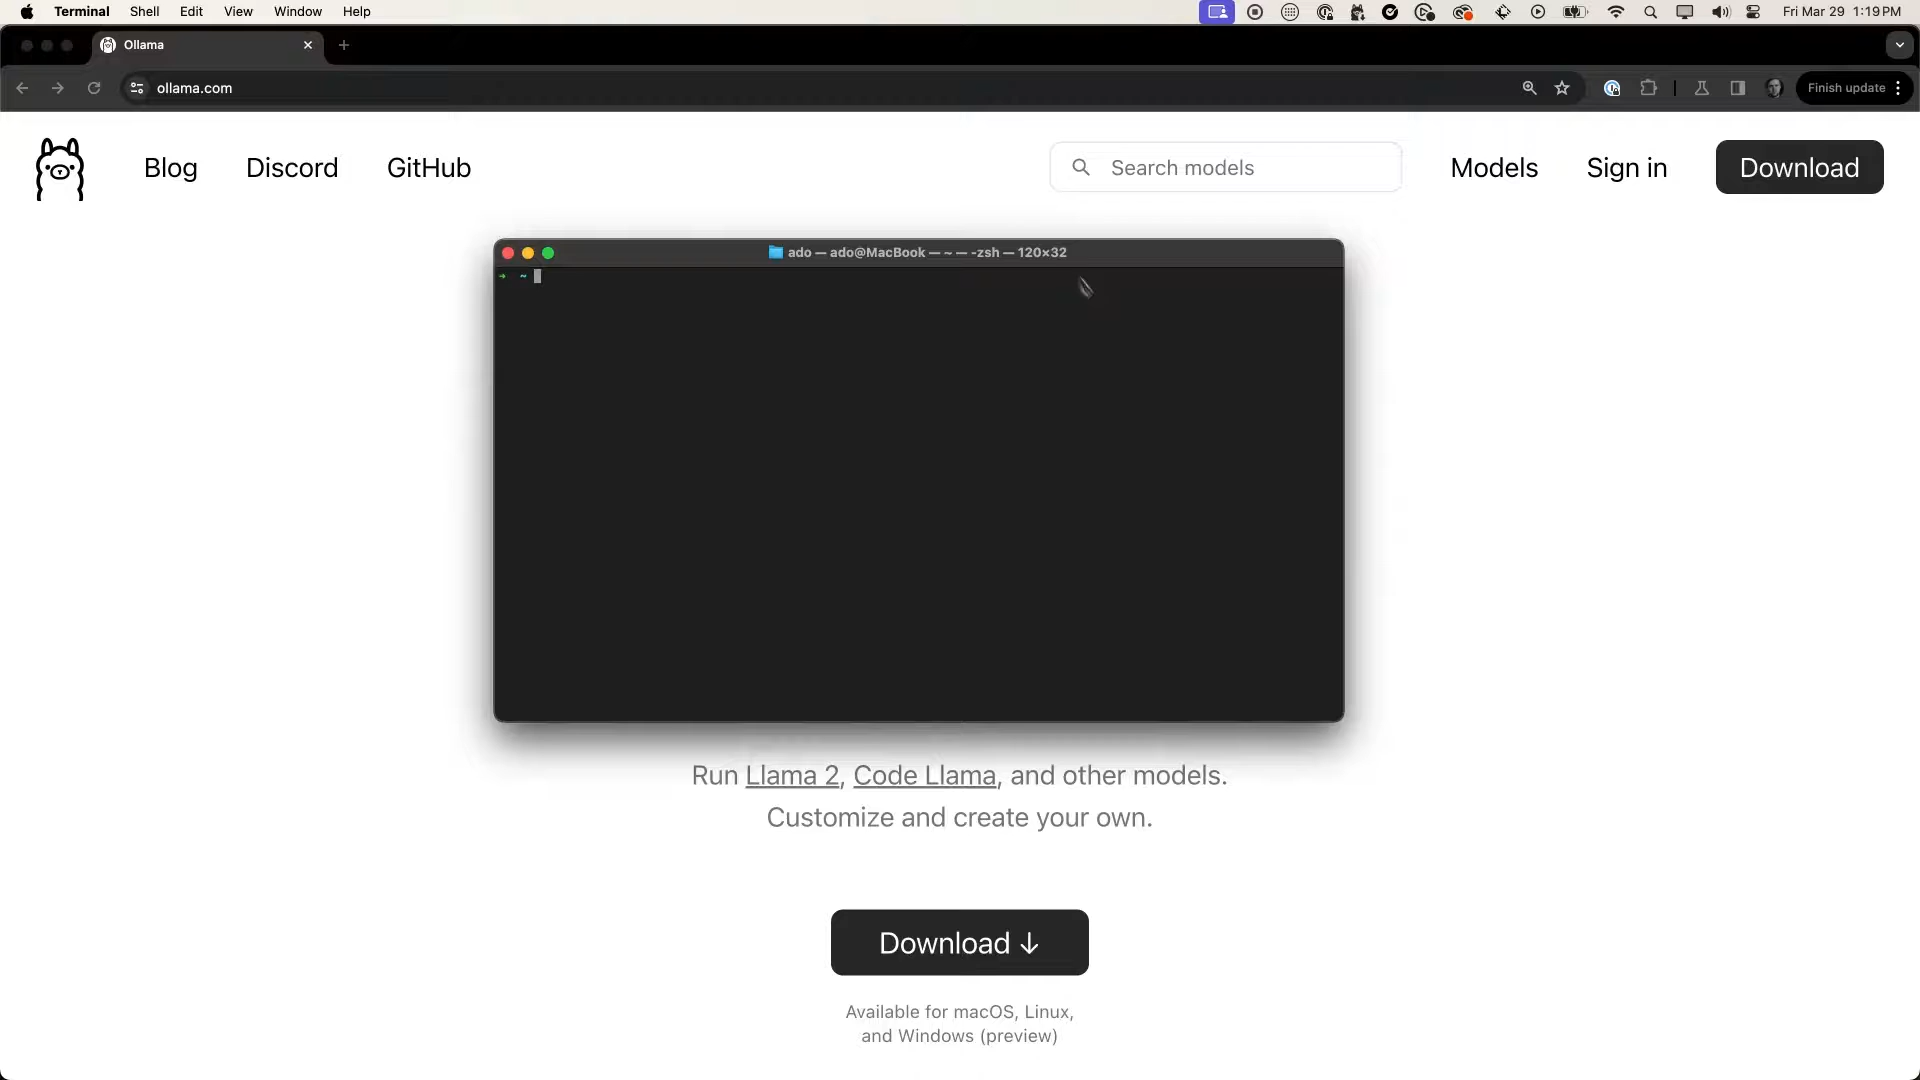 Terminal Shell Edit View Window Help Fri Mar 29 1:19 PM
Ollama
ollama.com Finish update
Blog Discord GitHub Search models Models Sign in Download
ado — ado@MacBook — ~ — -zsh — 120×32
➜ ~
Run Llama 2, Code Llama, and other models.
Customize and create your own.
Download ↓
Available for macOS, Linux,
and Windows (preview)